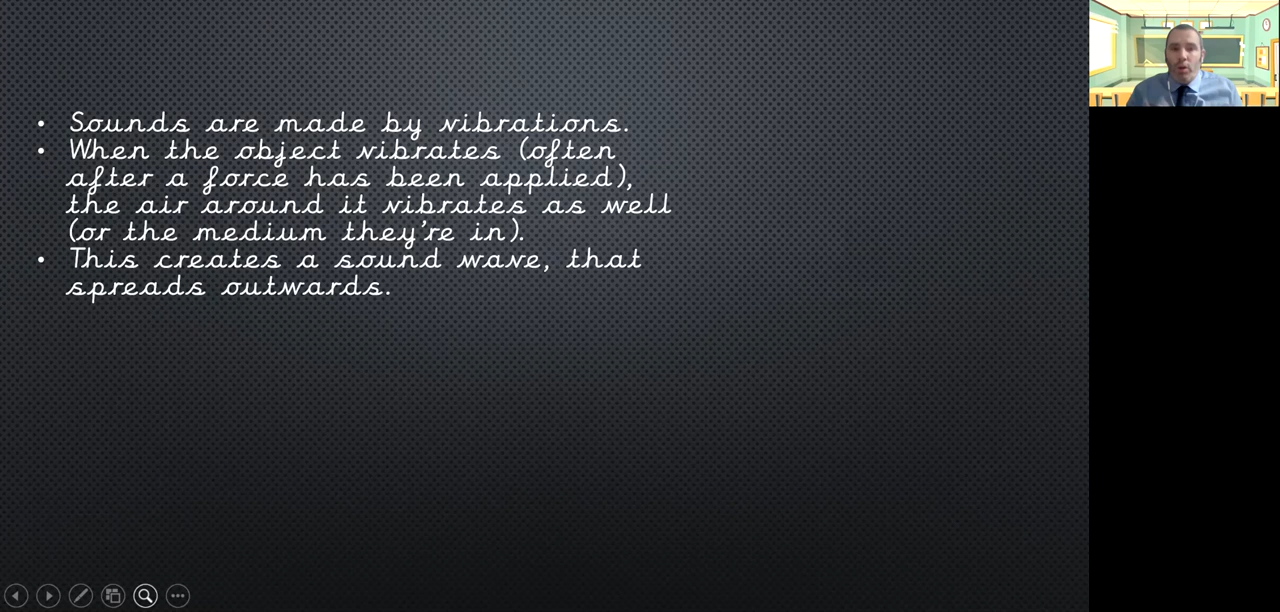 • Sounds are made by vibrations.
• When the object vibrates (often
after a force has been applied),
the air around it vibrates as well
(or the medium they're in).
• This creates a sound wave, that
spreads outwards.